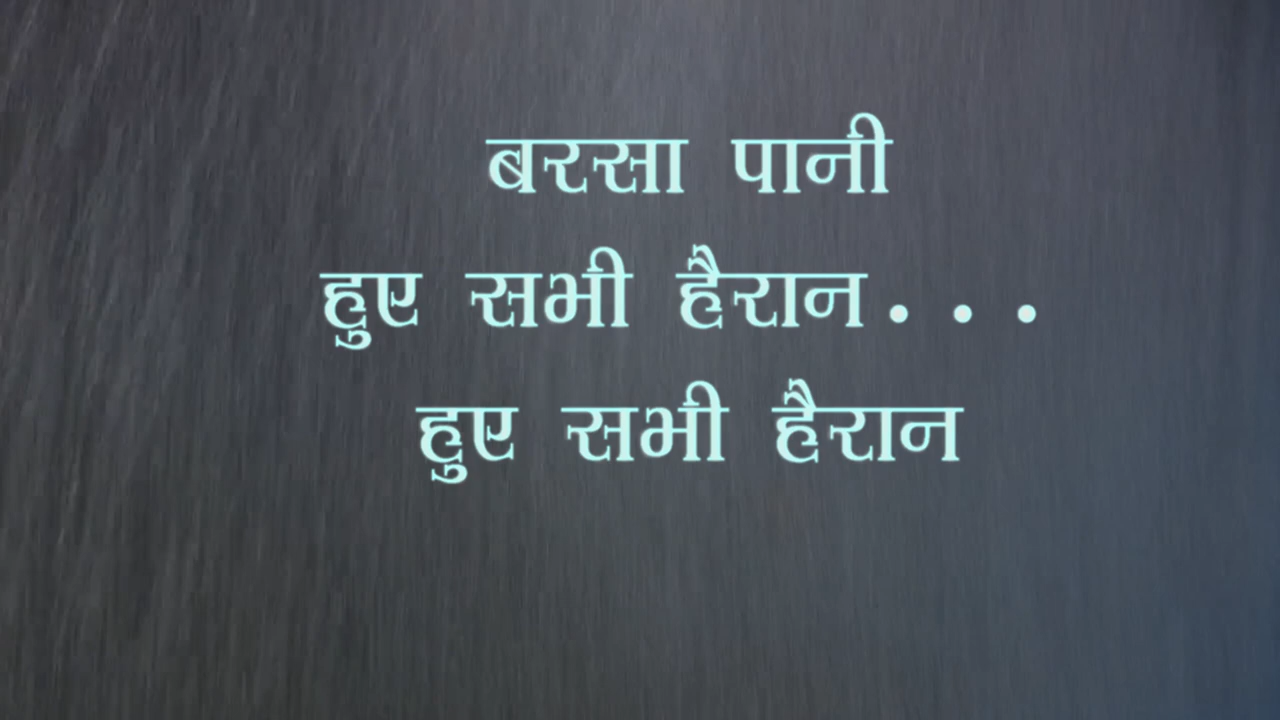 बरसा पानी
हुए सभी हैरान...
हुए सभी हैरान